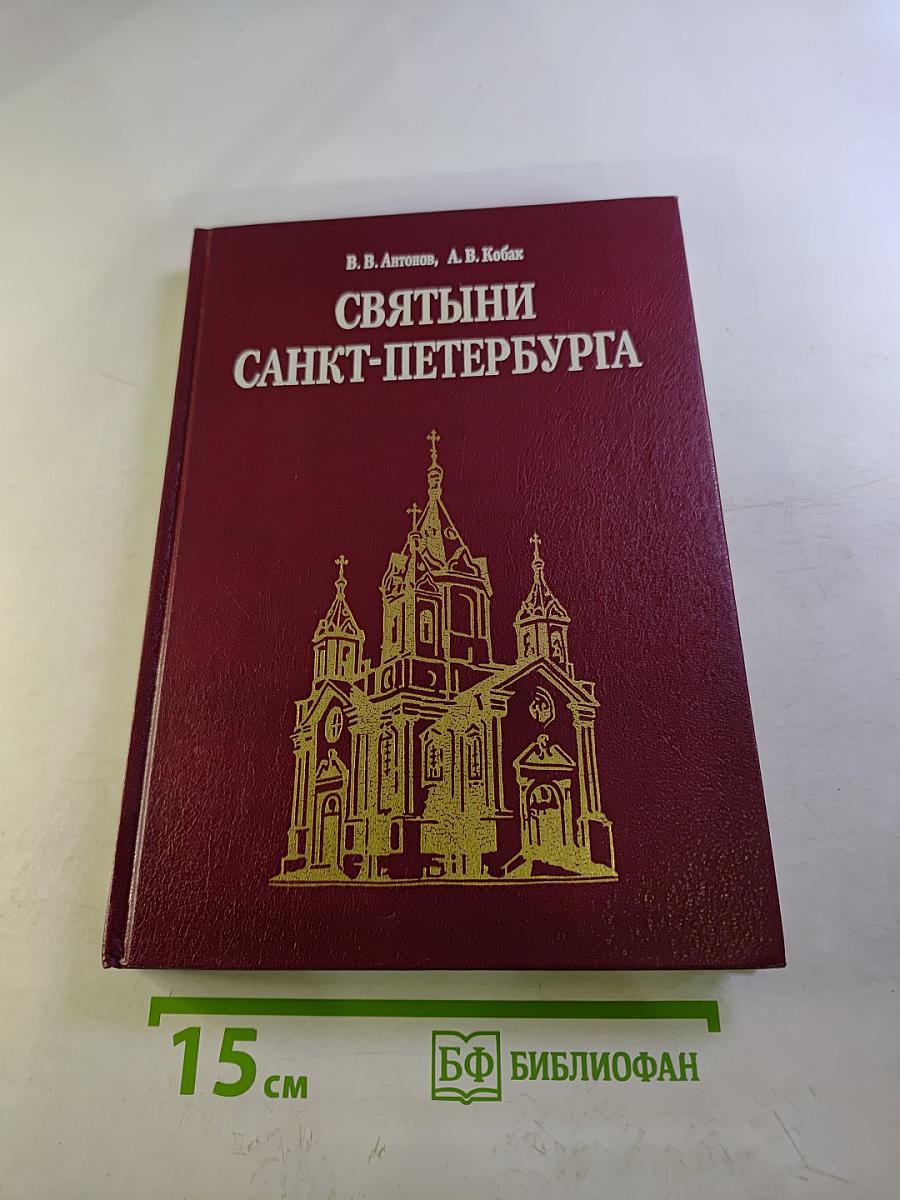 В. В. Антонов, А. В. Кобак
СВЯТЫНИ
САНКТ-ПЕТЕРБУРГА
15 см
БФ БИБЛИОФАН